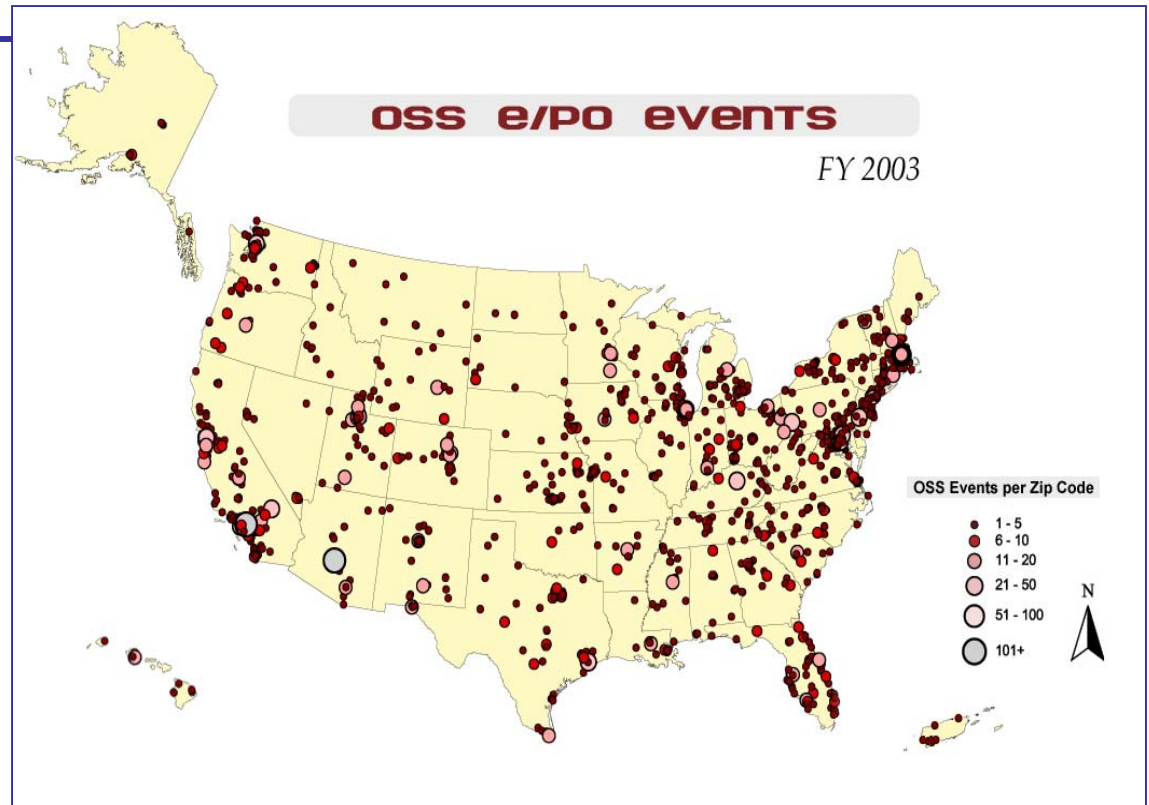 OSS E/PO EVENTS
FY 2003
OSS Events per Zip Code
1 - 5
6 - 10
11 - 20
21 - 50
51 - 100
101+
N